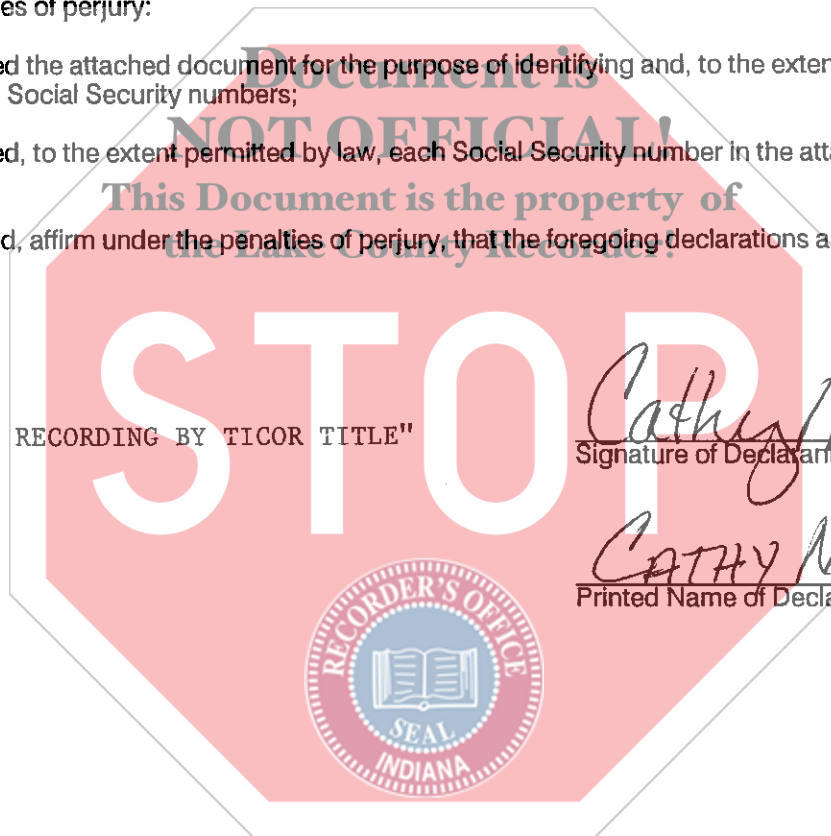 es of perjury:
Document is
ed the attached document for the purpose of identifying and, to the exten
Social Security numbers;
NOT OFFICIAL!
ed, to the extent permitted by law, each Social Security number in the atta
This Document is the property of
d, affirm under the penalties of perjury, that the foregoing declarations a
the Lake County Recorder!
STOP
RECORDING BY TICOR TITLE"
Cathy
Signature of Declarant
CATHY N
Printed Name of Decla
RECORDER'S OFFICE
SEAL
INDIANA